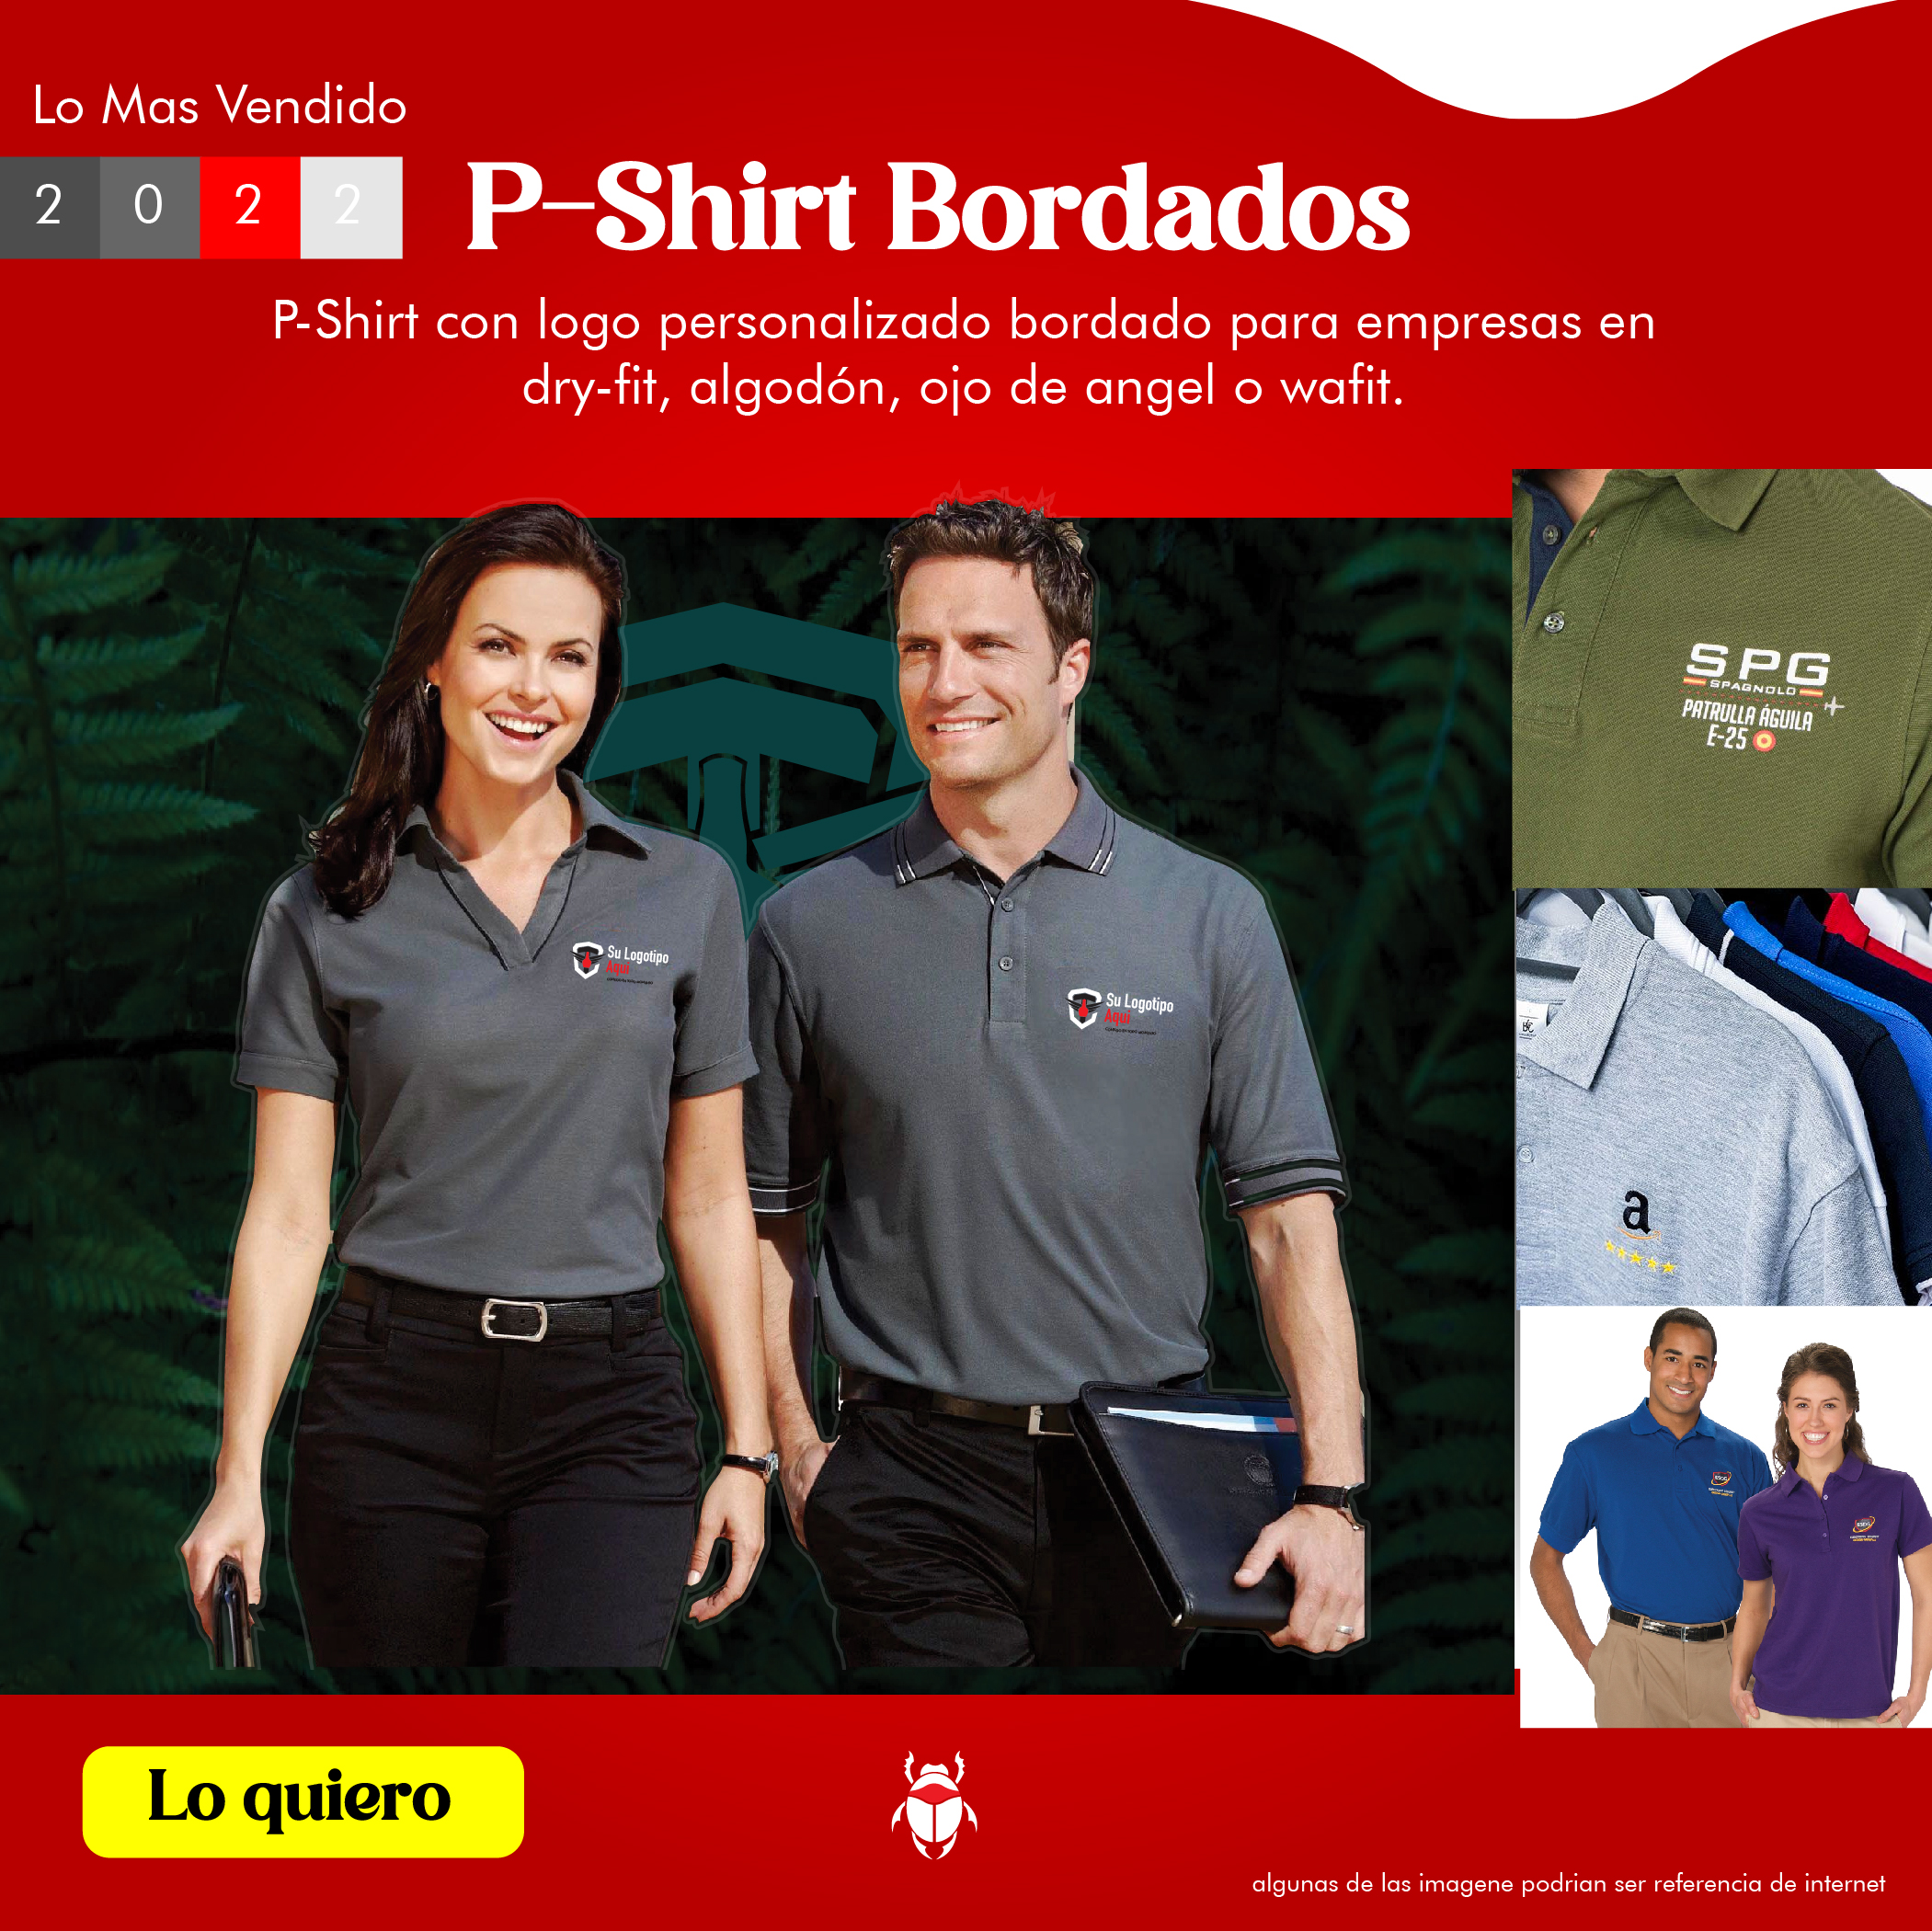 Lo Mas Vendido
2 0 2 2
P-Shirt Bordados
P-Shirt con logo personalizado bordado para empresas en
dry-fit, algodón, ojo de angel o wafit.
SPG
SPAGNOLO
PATRULLA ÁGUILA
E-25
Su Logotipo
Aqui
Su Logotipo
Aqui
a
Lo quiero
algunas de las imagene podrian ser referencia de internet